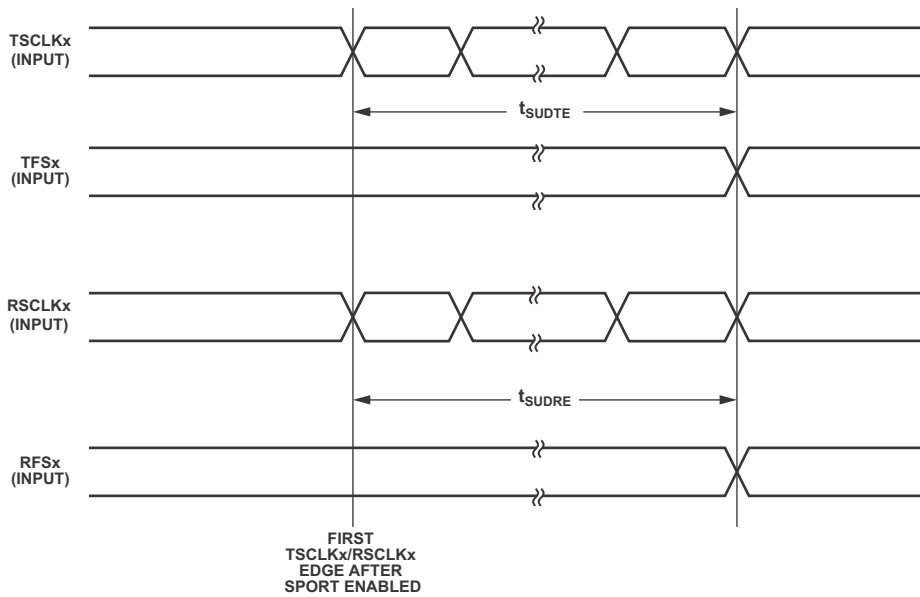 TSCLKx
(INPUT)
tSUDTE
TFSx
(INPUT)
RSCLKx
(INPUT)
tSUDRE
RFSx
(INPUT)
FIRST
TSCLKx/RSCLKx
EDGE AFTER
SPORT ENABLED